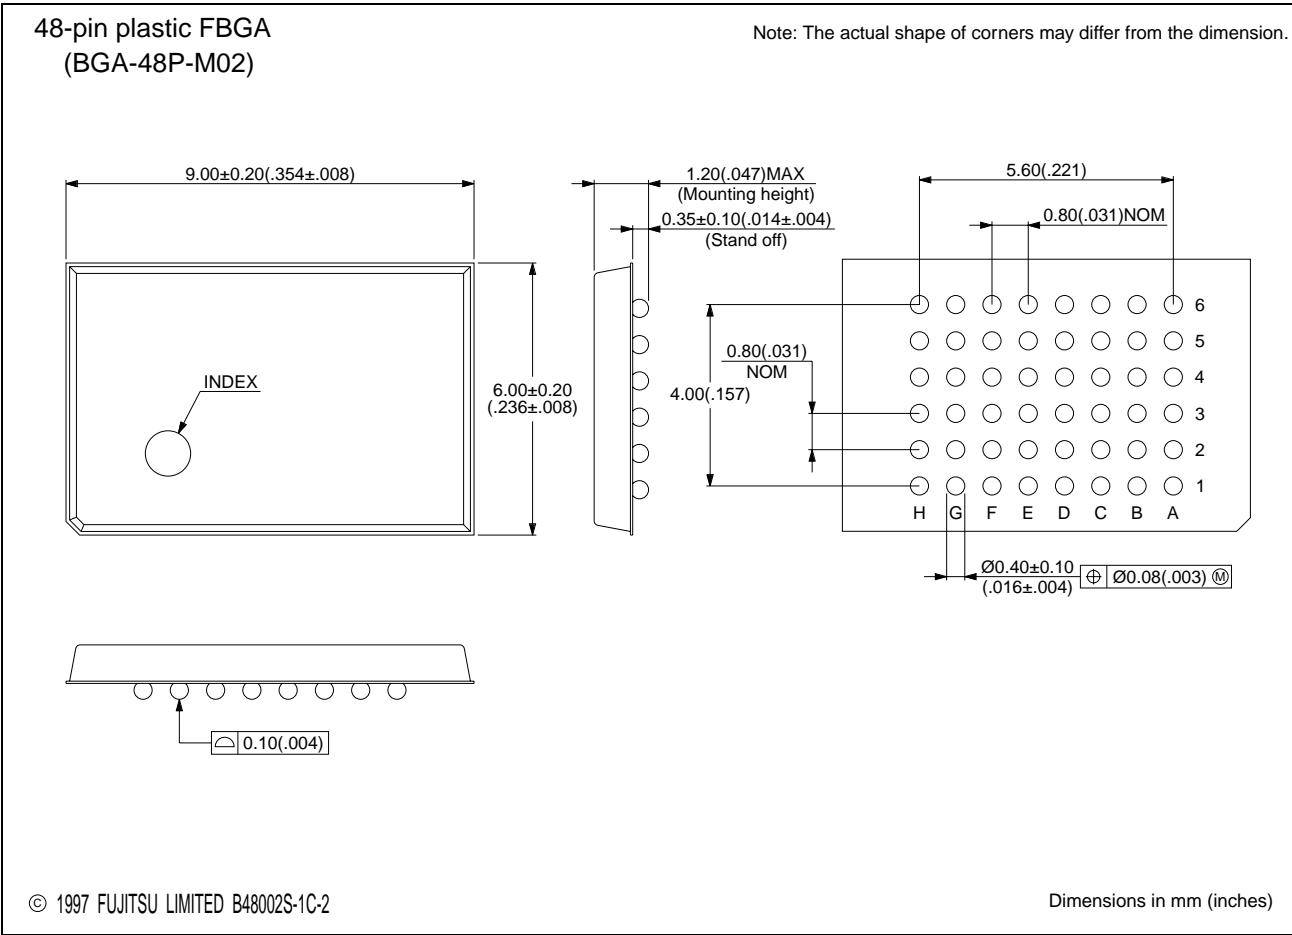 48-pin plastic FBGA
(BGA-48P-M02)
Note: The actual shape of corners may differ from the dimension.
9.00±0.20(.354±.008)
1.20(.047)MAX
(Mounting height)
0.35±0.10(.014±.004)
(Stand off)
5.60(.221)
0.80(.031)NOM
INDEX
6.00±0.20
(.236±.008)
0.80(.031)
NOM
4.00(.157)
6
5
4
3
2
1
H G F E D C B A
Ø0.40±0.10
(.016±.004)
⌖ Ø0.08(.003) Ⓜ
⌓ 0.10(.004)
© 1997 FUJITSU LIMITED B48002S-1C-2
Dimensions in mm (inches)